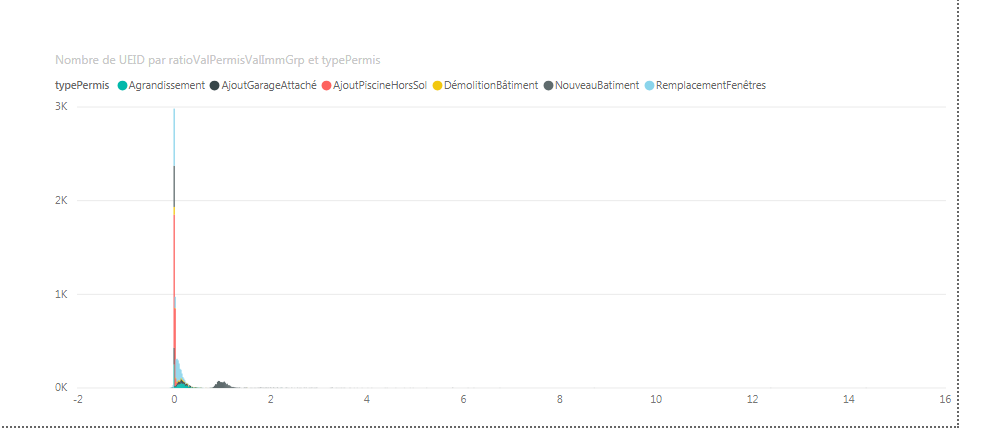 Nombre de UEID par ratioValPermisValImmGrp et typePermis
typePermis Agrandissement AjoutGarageAttaché AjoutPiscineHorsSol DémolitionBâtiment NouveauBatiment RemplacementFenêtres
3K
2K
1K
0K
-2 0 2 4 6 8 10 12 14 16